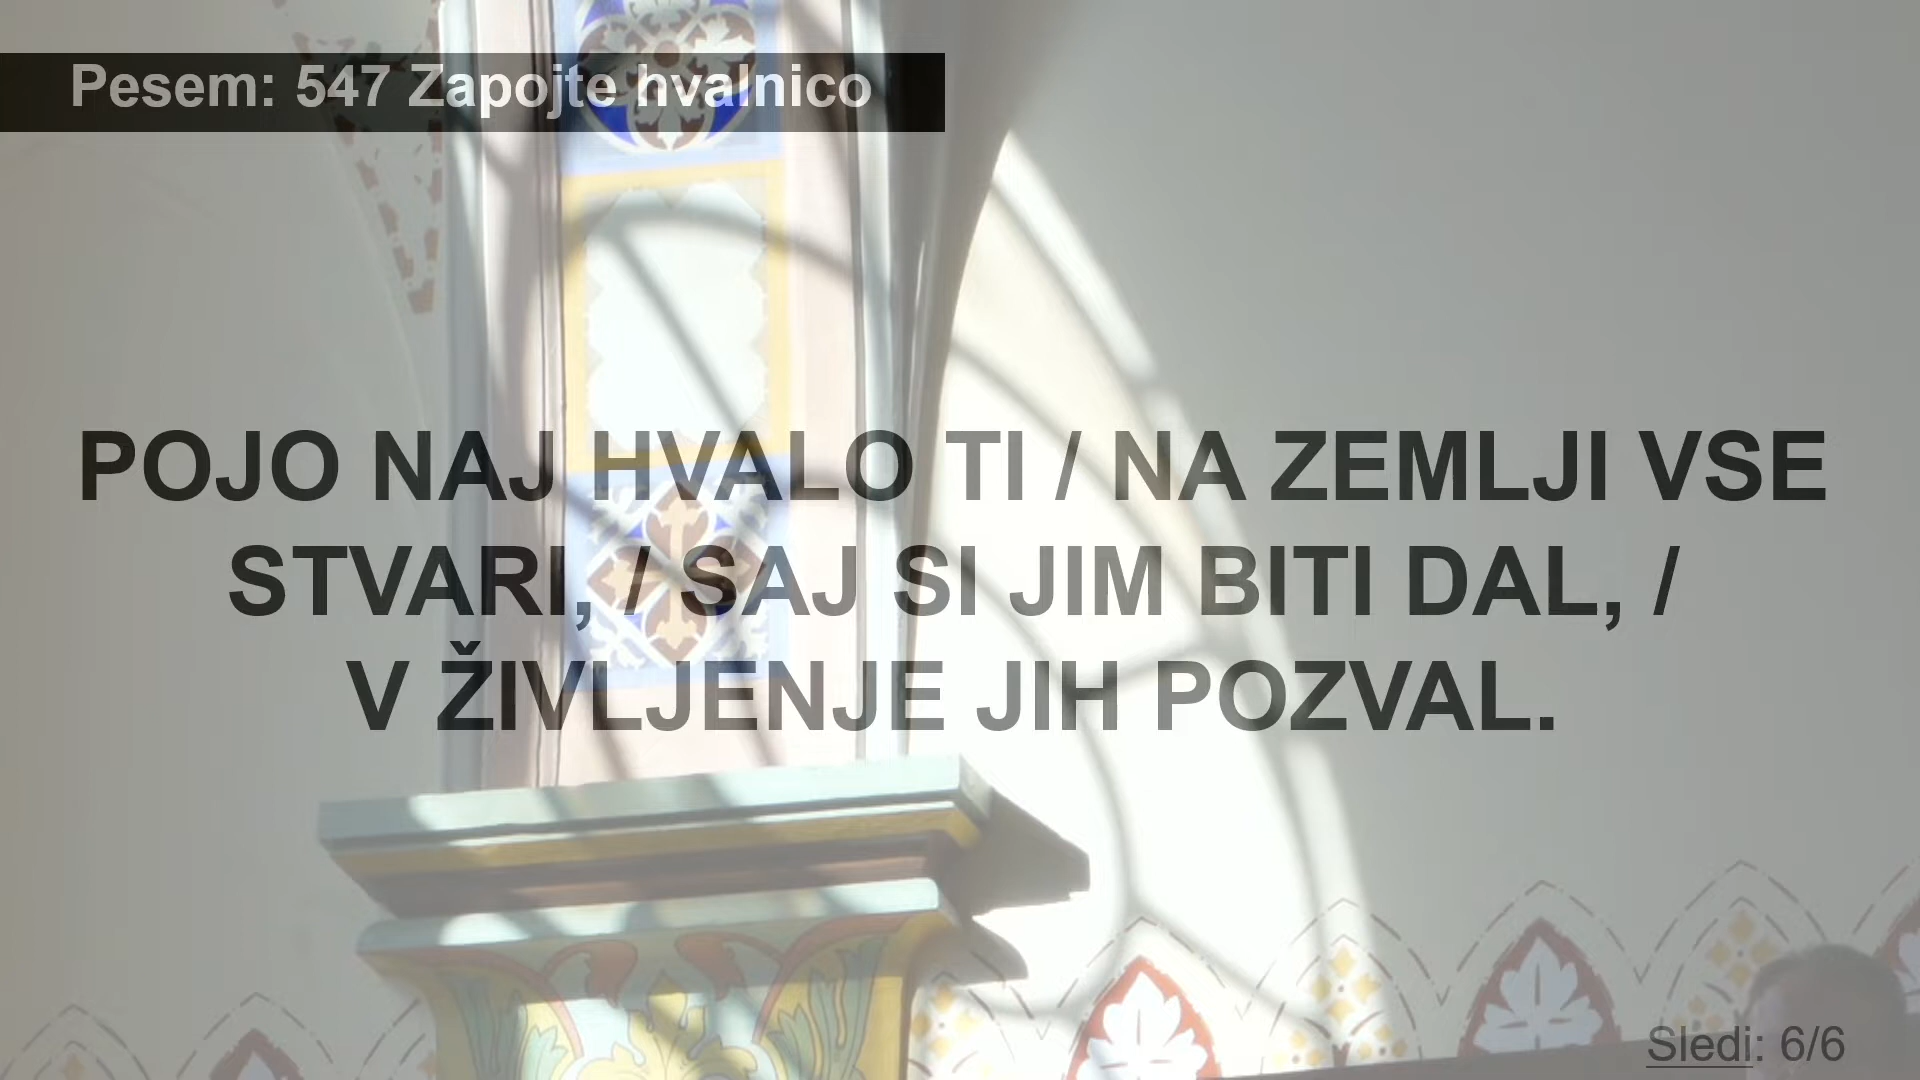 Pesem: 547 Zapojte hvalnico
POJO NAJ HVALO TI / NA ZEMLJI VSE
STVARI, / SAJ SI JIM BITI DAL, /
V ŽIVLJENJE JIH POZVAL.
Sledi: 6/6